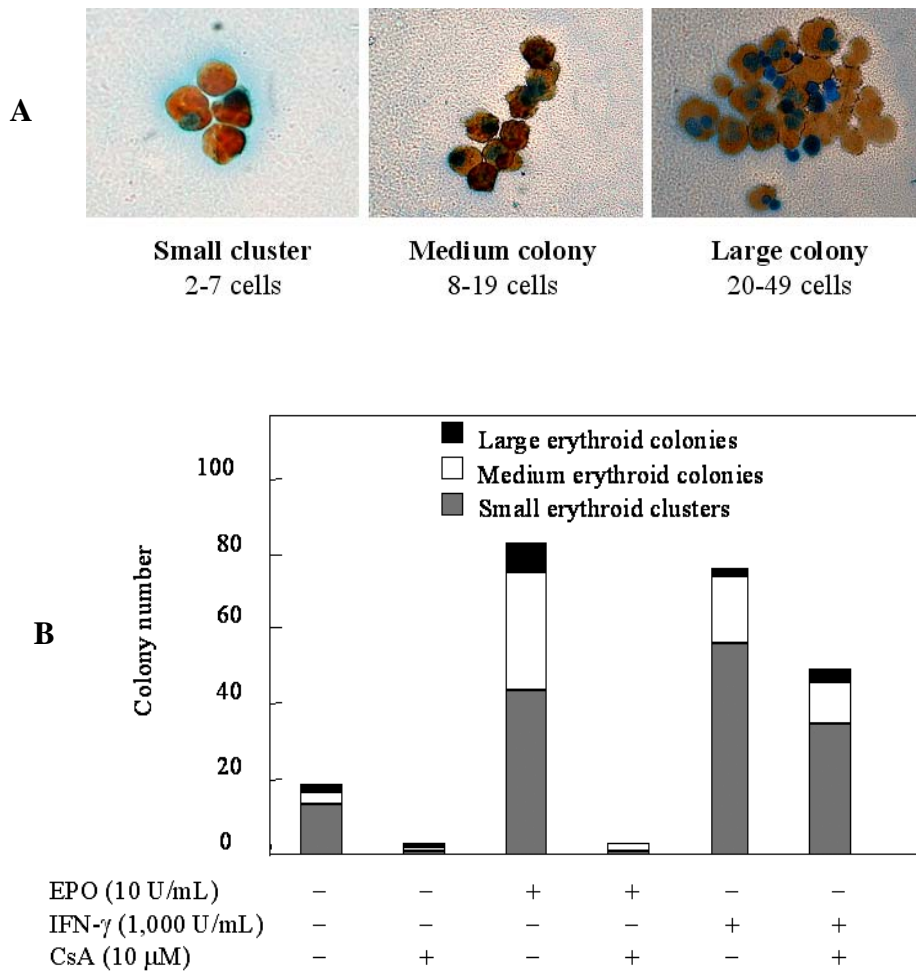 A
Small cluster Medium colony Large colony
2-7 cells 8-19 cells 20-49 cells
B
Colony number
100
80
60
40
20
0
Large erythroid colonies
Medium erythroid colonies
Small erythroid clusters
EPO (10 U/mL) – – + + – –
IFN-γ (1,000 U/mL) – – – – + +
CsA (10 µM) – + – + – +